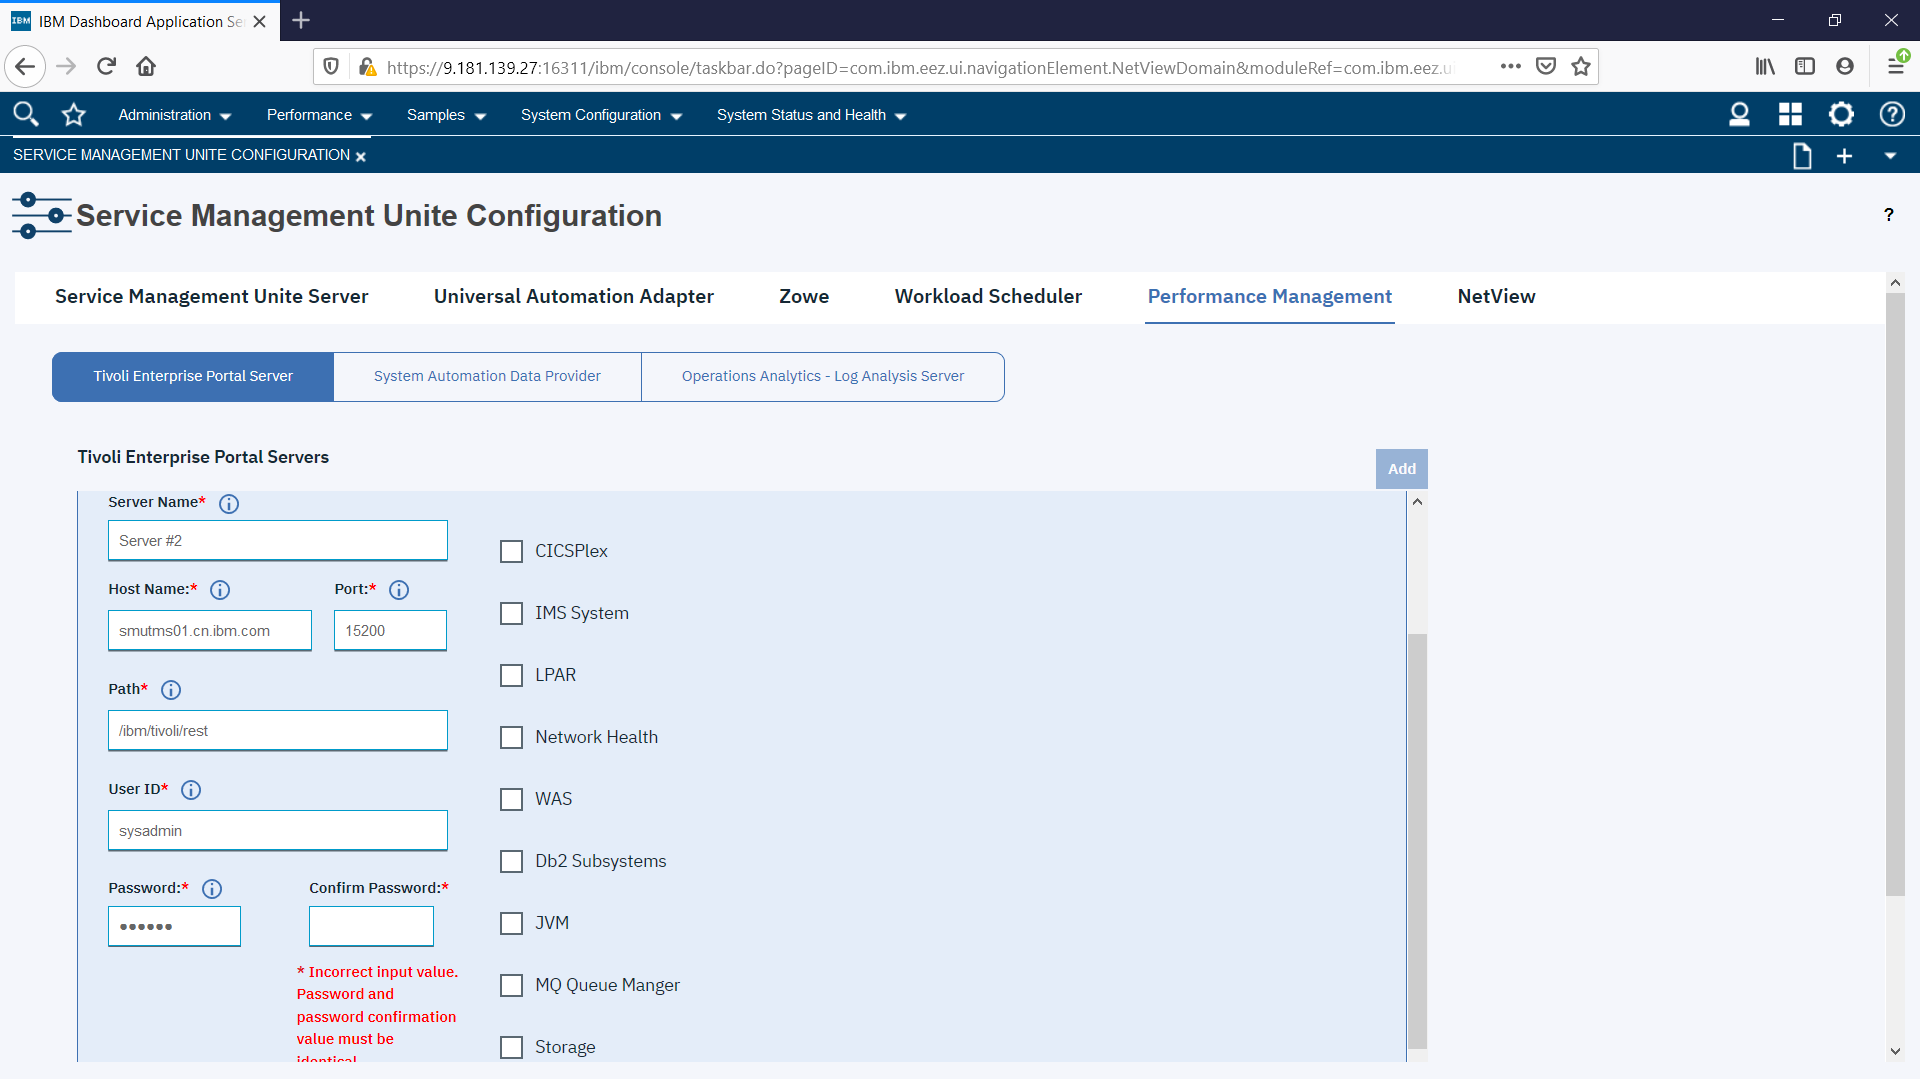 IBM IBM Dashboard Application Se
https://9.181.139.27:16311/ibm/console/taskbar.do?pageID=com.ibm.eez.ui.navigationElement.NetViewDomain&moduleRef=com.ibm.eez.u
Administration Performance Samples System Configuration System Status and Health
SERVICE MANAGEMENT UNITE CONFIGURATION
Service Management Unite Configuration ?
Service Management Unite Server Universal Automation Adapter Zowe Workload Scheduler Performance Management NetView
Tivoli Enterprise Portal Server System Automation Data Provider Operations Analytics - Log Analysis Server
Tivoli Enterprise Portal Servers
Add
Server Name*
Server #2
Host Name:* Port:*
smutms01.cn.ibm.com 15200
Path*
/ibm/tivoli/rest
User ID*
sysadmin
Password:* Confirm Password:*
••••••
* Incorrect input value.
Password and
password confirmation
value must be
identical
CICSPlex
IMS System
LPAR
Network Health
WAS
Db2 Subsystems
JVM
MQ Queue Manger
Storage